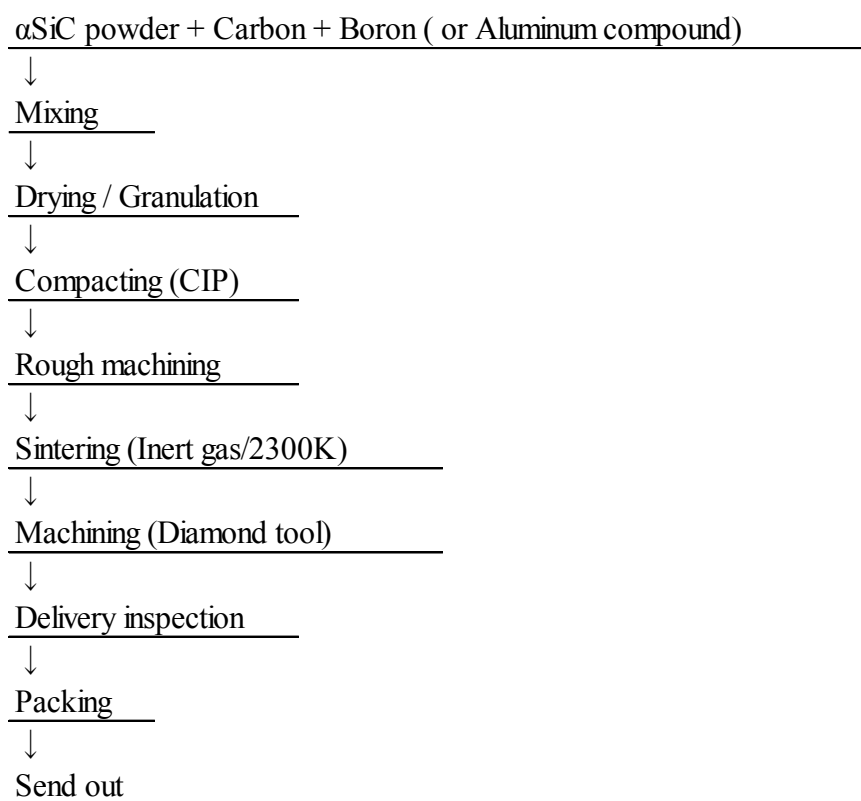 αSiC powder + Carbon + Boron ( or Aluminum compound)
↓
Mixing
↓
Drying / Granulation
↓
Compacting (CIP)
↓
Rough machining
↓
Sintering (Inert gas/2300K)
↓
Machining (Diamond tool)
↓
Delivery inspection
↓
Packing
↓
Send out